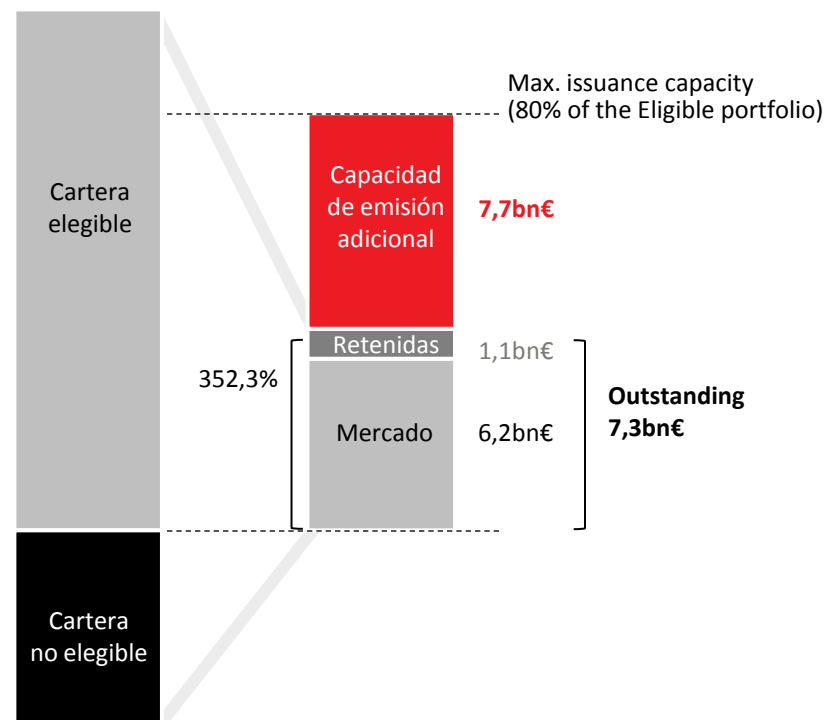 Max. issuance capacity
(80% of the Eligible portfolio)
Cartera
elegible
Capacidad
de emisión
adicional
7,7bn€
Retenidas
1,1bn€
352,3%
Mercado
6,2bn€
Outstanding
7,3bn€
Cartera
no elegible